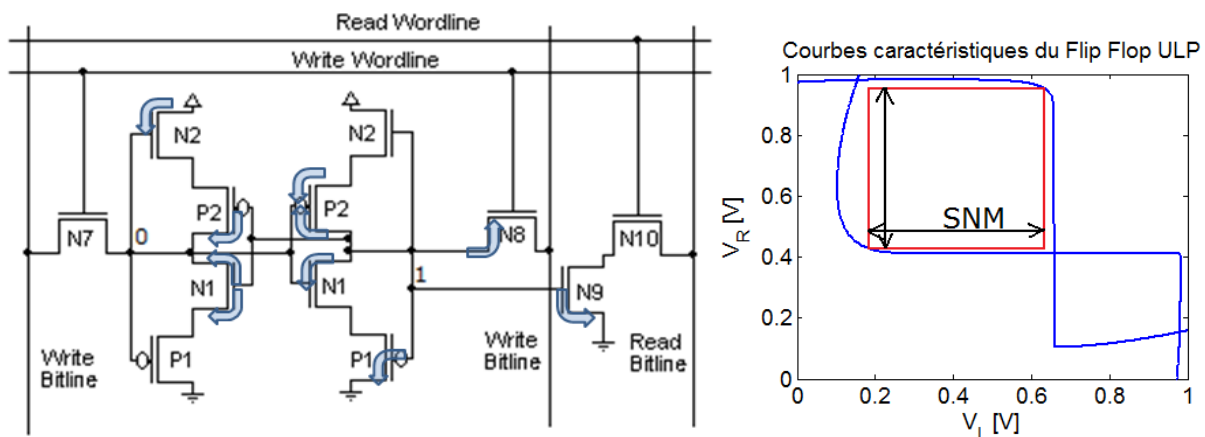 Read Wordline
Write Wordline
N2
N2
P2
P2
N7
0
N8
N10
N1
N1
1
N9
P1
P1
Write
Bitline
Write
Bitline
Read
Bitline
Courbes caractéristiques du Flip Flop ULP
1
0.8
0.6
0.4
0.2
0
V_R [V]
SNM
0
0.2
0.4
0.6
0.8
1
V_L [V]